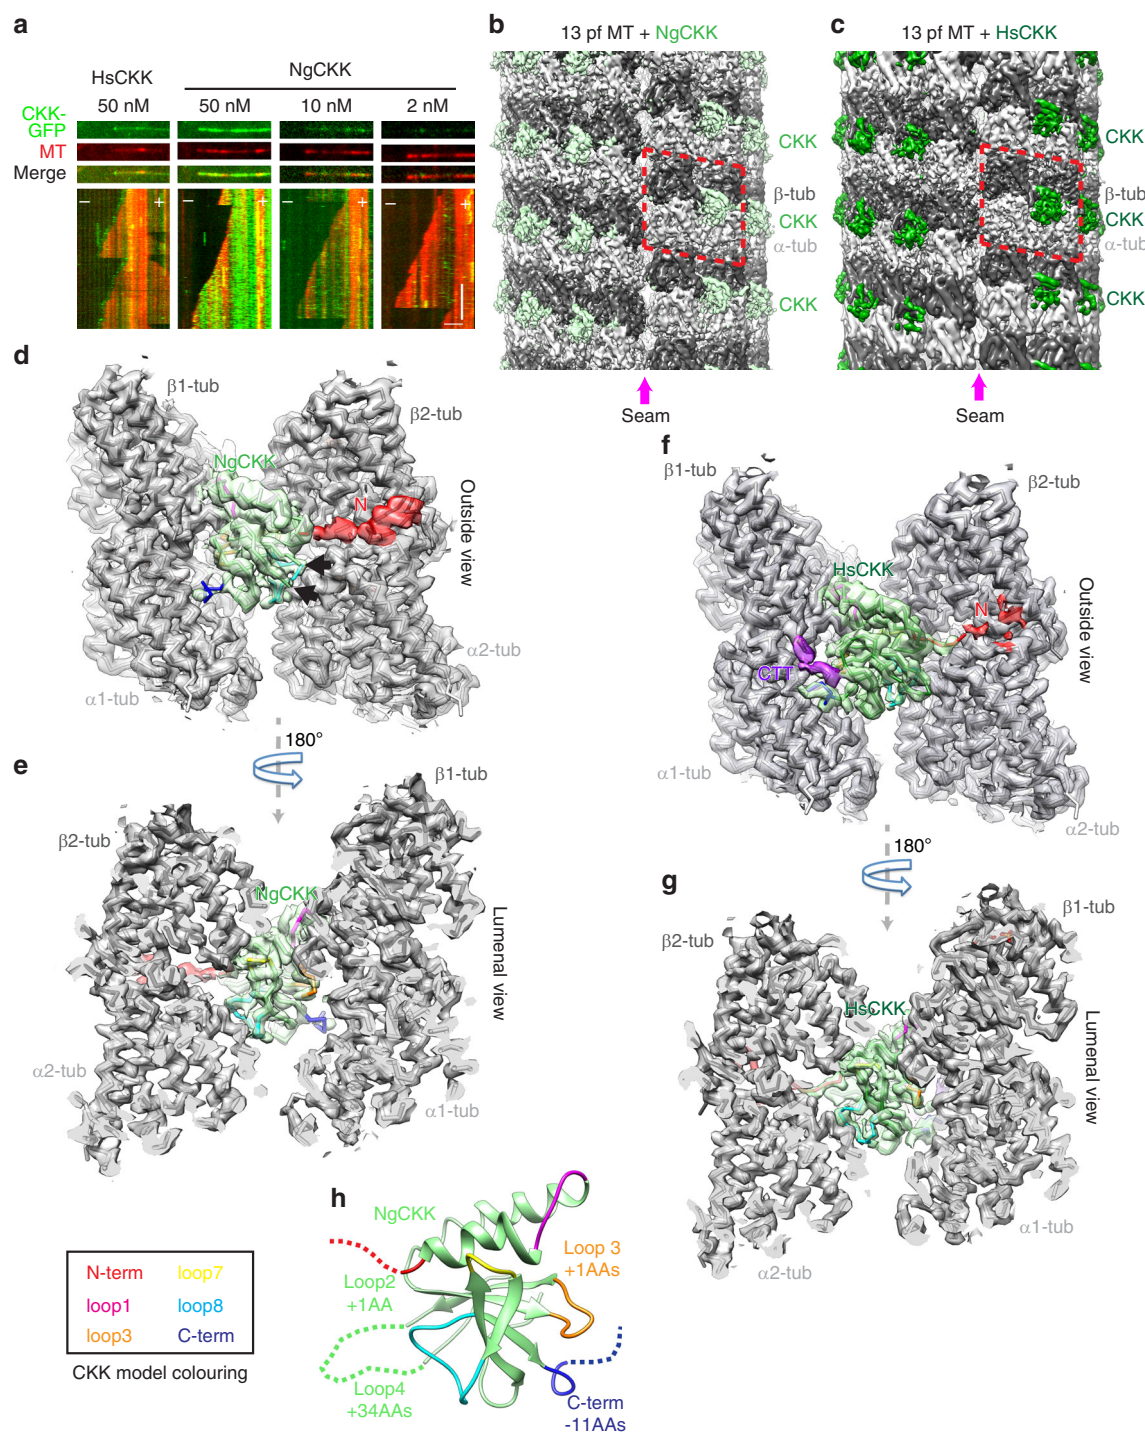 a
HsCKK
NgCKK
50 nM
50 nM
10 nM
2 nM
CKK-
GFP
MT
Merge
–
+
–
+
–
+
–
+
b
13 pf MT + NgCKK
CKK
β-tub
CKK
α-tub
CKK
Seam
c
13 pf MT + HsCKK
CKK
β-tub
CKK
α-tub
CKK
Seam
d
β1-tub
β2-tub
NgCKK
N
Outside view
α1-tub
α2-tub
180°
e
β1-tub
β2-tub
NgCKK
Lumenal view
α2-tub
α1-tub
f
β1-tub
β2-tub
HsCKK
N
CTT
Outside view
α1-tub
α2-tub
180°
g
β1-tub
β2-tub
HsCKK
Lumenal view
α1-tub
α2-tub
h
NgCKK
Loop 3
+1AAs
Loop2
+1AA
Loop4
+34AAs
C-term
-11AAs
N-term
loop7
loop1
loop8
loop3
C-term
CKK model colouring